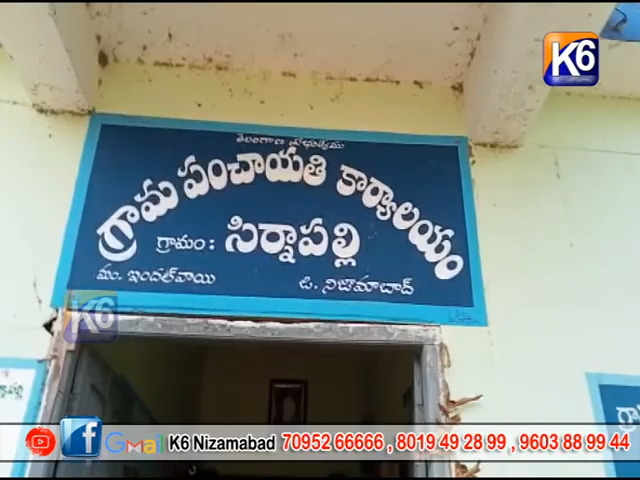 K6
తెలంగాణ ప్రభుత్వము
గ్రామ పంచాయతి కార్యాలయం
గ్రామం : సిర్నాపల్లి
మం. ఇందల్‌వాయి జి. నిజామాబాద్
K6
Gmail K6 Nizamabad 70952 66666 , 8019 49 28 99 , 9603 88 99 44